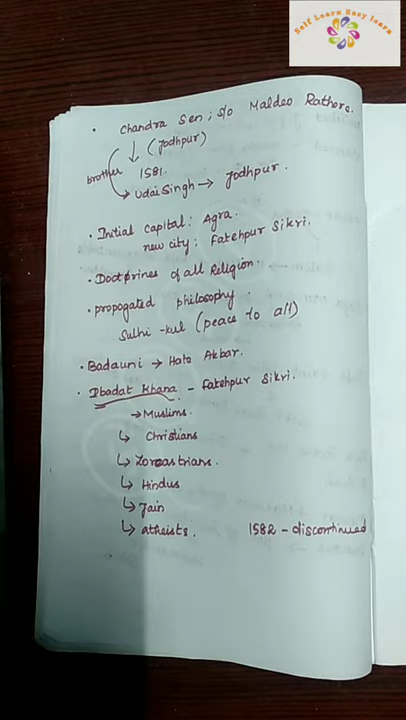 Self Learn Easy learn
• Chandra Sen ; s/o Maldeo Rathore.
↓ (Jodhpur)
brother 1581.
→ Udai Singh → Jodhpur.
• Initial capital : Agra.
new city : Fatehpur Sikri.
• Doctprines of all Religion.
• propogated philosophy.
Sulhi -kul (peace to all)
• Badauni → Hate Akbar.
• Ibadat Khana - Fatehpur Sikri.
→ Muslims.
↳ Christians
↳ Zoroastrians.
↳ Hindus
↳ Jain
↳ atheists. 1582 - discontinued